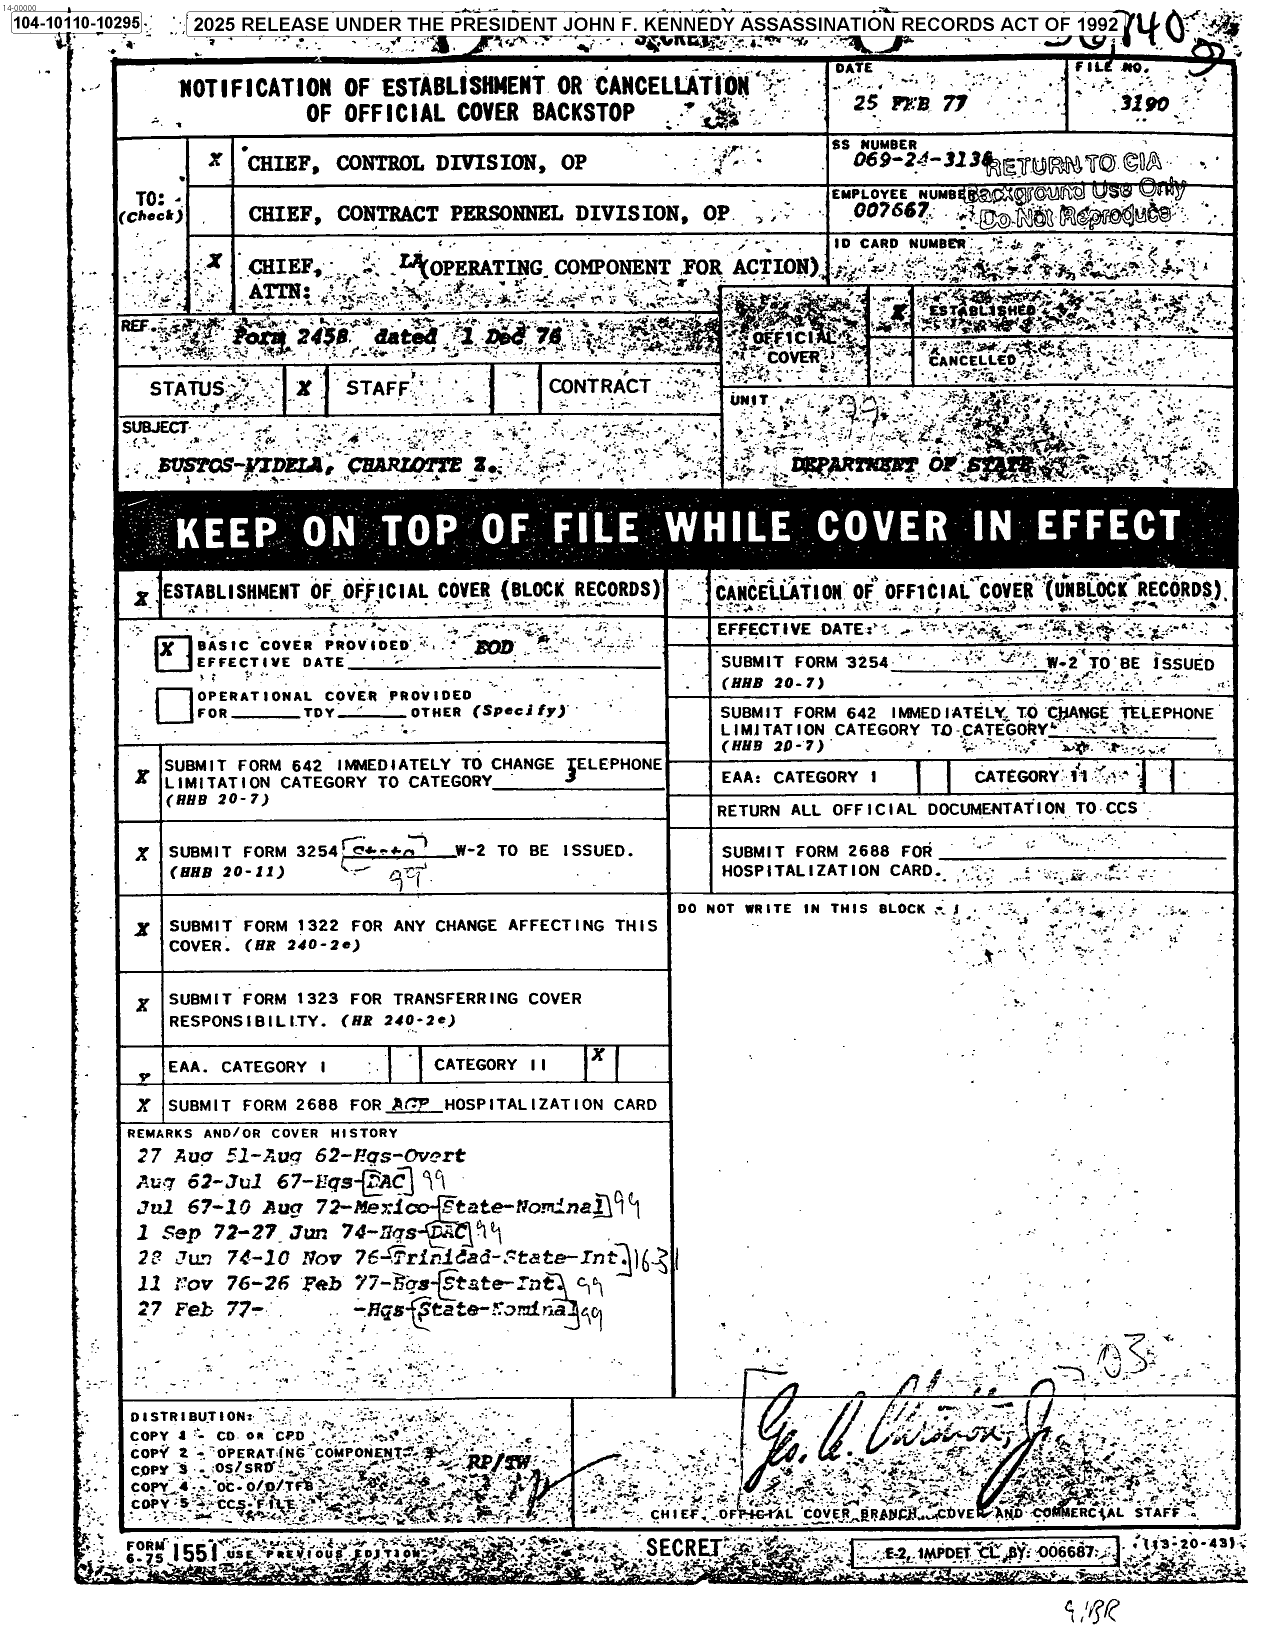 14-00000
104-10110-10295
2025 RELEASE UNDER THE PRESIDENT JOHN F. KENNEDY ASSASSINATION RECORDS ACT OF 1992
SECRET
NOTIFICATION OF ESTABLISHMENT OR CANCELLATION
OF OFFICIAL COVER BACKSTOP
DATE
25 FEB 77
FILE NO.
3190
TO:
(Check)
X CHIEF, CONTROL DIVISION, OP
CHIEF, CONTRACT PERSONNEL DIVISION, OP
X CHIEF, LA (OPERATING COMPONENT FOR ACTION)
ATTN:
SS NUMBER
069-24-313
EMPLOYEE NUMBER
007667
RETURN TO CIA
Background Use Only
Do Not Reproduce
ID CARD NUMBER
REF.
Form 2458 dated 1 Dec 76
OFFICIAL
COVER
X ESTABLISHED
CANCELLED
STATUS X STAFF CONTRACT
UNIT
SUBJECT
BUSTOS-VIDELA, CHARLOTTE Z.
DEPARTMENT OF STATE
KEEP ON TOP OF FILE WHILE COVER IN EFFECT
X ESTABLISHMENT OF OFFICIAL COVER (BLOCK RECORDS)
X BASIC COVER PROVIDED EOD
EFFECTIVE DATE
OPERATIONAL COVER PROVIDED
FOR TDY OTHER (Specify)
X SUBMIT FORM 642 IMMEDIATELY TO CHANGE TELEPHONE
LIMITATION CATEGORY TO CATEGORY 3
(HHB 20-7)
X SUBMIT FORM 3254 State W-2 TO BE ISSUED.
(HHB 20-11) 99
X SUBMIT FORM 1322 FOR ANY CHANGE AFFECTING THIS
COVER. (HR 240-2e)
X SUBMIT FORM 1323 FOR TRANSFERRING COVER
RESPONSIBILITY. (HR 240-2e)
EAA. CATEGORY I CATEGORY II X
X SUBMIT FORM 2688 FOR HOSPITALIZATION CARD
CANCELLATION OF OFFICIAL COVER (UNBLOCK RECORDS)
EFFECTIVE DATE:
SUBMIT FORM 3254 W-2 TO BE ISSUED
(HHB 20-7)
SUBMIT FORM 642 IMMEDIATELY TO CHANGE TELEPHONE
LIMITATION CATEGORY TO CATEGORY
(HHB 20-7)
EAA: CATEGORY I CATEGORY II
RETURN ALL OFFICIAL DOCUMENTATION TO CCS
SUBMIT FORM 2688 FOR
HOSPITALIZATION CARD.
DO NOT WRITE IN THIS BLOCK
REMARKS AND/OR COVER HISTORY
27 Aug 51-Aug 62-Hqs-Overt
Aug 62-Jul 67-Hqs-DAC 99
Jul 67-10 Aug 72-Mexico-State-Nominal 99
1 Sep 72-27 Jun 74-Hqs-DAC 99
28 Jun 74-10 Nov 76-Trinidad-State-Int. 16-3
11 Nov 76-26 Feb 77-Hqs-State-Int. 99
27 Feb 77- -Hqs-State-Nominal 99
03
DISTRIBUTION:
COPY 1 - CD OR CPD
COPY 2 - OPERATING COMPONENT
COPY 3 - OS/SRD
COPY 4 - OC-O/D/TFB
COPY 5 - CCS-FILE
CHIEF, OFFICIAL COVER BRANCH, COVER AND COMMERCIAL STAFF
FORM
6-75 1551 USE PREVIOUS EDITION
SECRET
E-2, IMPDET CL BY: 006687
(13-20-43)